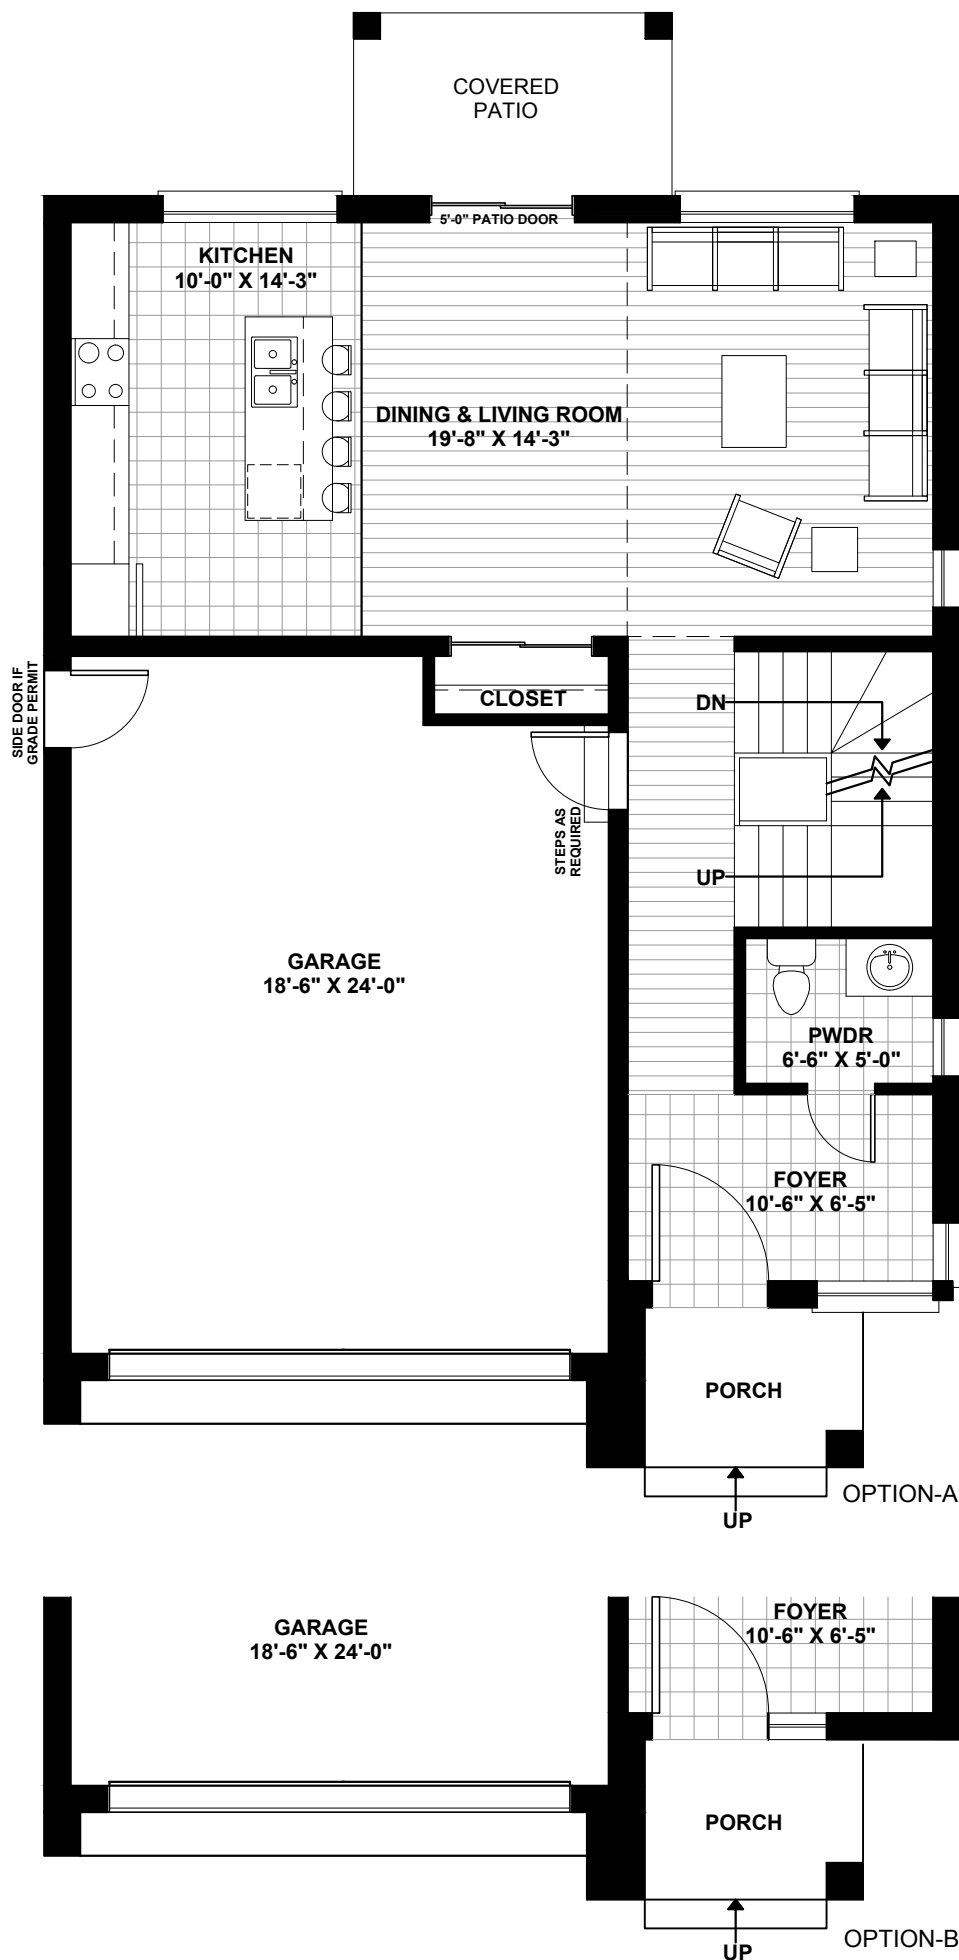 COVERED
PATIO
5'-0" PATIO DOOR
KITCHEN
10'-0" X 14'-3"
DINING & LIVING ROOM
19'-8" X 14'-3"
SIDE DOOR IF
GRADE PERMIT
CLOSET
DN
STEPS AS
REQUIRED
UP
GARAGE
18'-6" X 24'-0"
PWDR
6'-6" X 5'-0"
FOYER
10'-6" X 6'-5"
PORCH
OPTION-A
UP
FOYER
10'-6" X 6'-5"
GARAGE
18'-6" X 24'-0"
PORCH
OPTION-B
UP